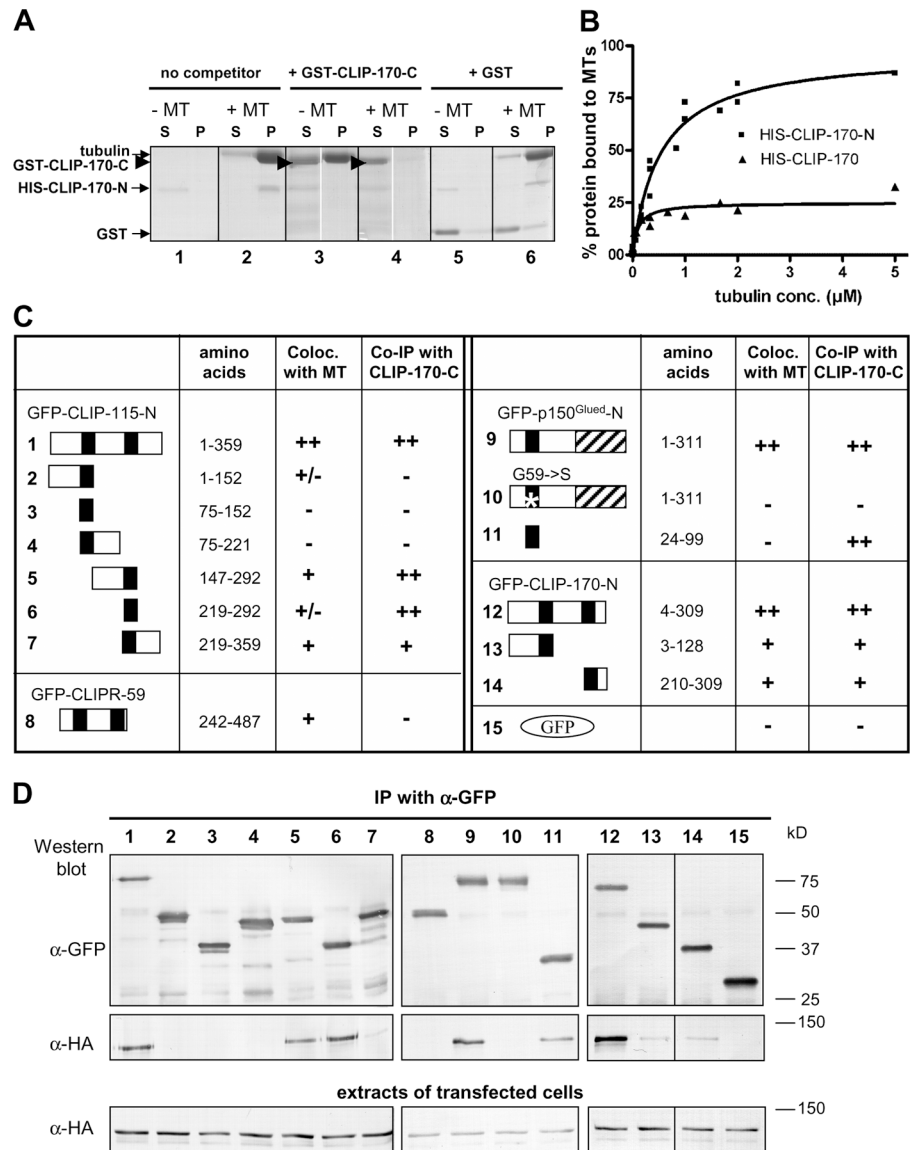 A
no competitor + GST-CLIP-170-C + GST
- MT + MT - MT + MT - MT + MT
S P S P S P S P S P S P
tubulin
GST-CLIP-170-C
HIS-CLIP-170-N
GST
1 2 3 4 5 6
B
% protein bound to MTs
100
75
50
25
00
HIS-CLIP-170-N
HIS-CLIP-170
0 1 2 3 4 5
tubulin conc. (µM)
C
amino acids Coloc. with MT Co-IP with CLIP-170-C
GFP-CLIP-115-N
1 1-359 ++ ++
2 1-152 +/- -
3 75-152 - -
4 75-221 - -
5 147-292 + ++
6 219-292 +/- ++
7 219-359 + +
GFP-CLIPR-59
8 242-487 + -
amino acids Coloc. with MT Co-IP with CLIP-170-C
GFP-p150Glued-N
9 1-311 ++ ++
G59->S
10 * 1-311 - -
11 24-99 - ++
GFP-CLIP-170-N
12 4-309 ++ ++
13 3-128 + +
14 210-309 + +
15 GFP - -
D
IP with α-GFP
Western blot
1 2 3 4 5 6 7 8 9 10 11 12 13 14 15 kD
α-GFP
75
50
37
25
α-HA
150
extracts of transfected cells
α-HA
150